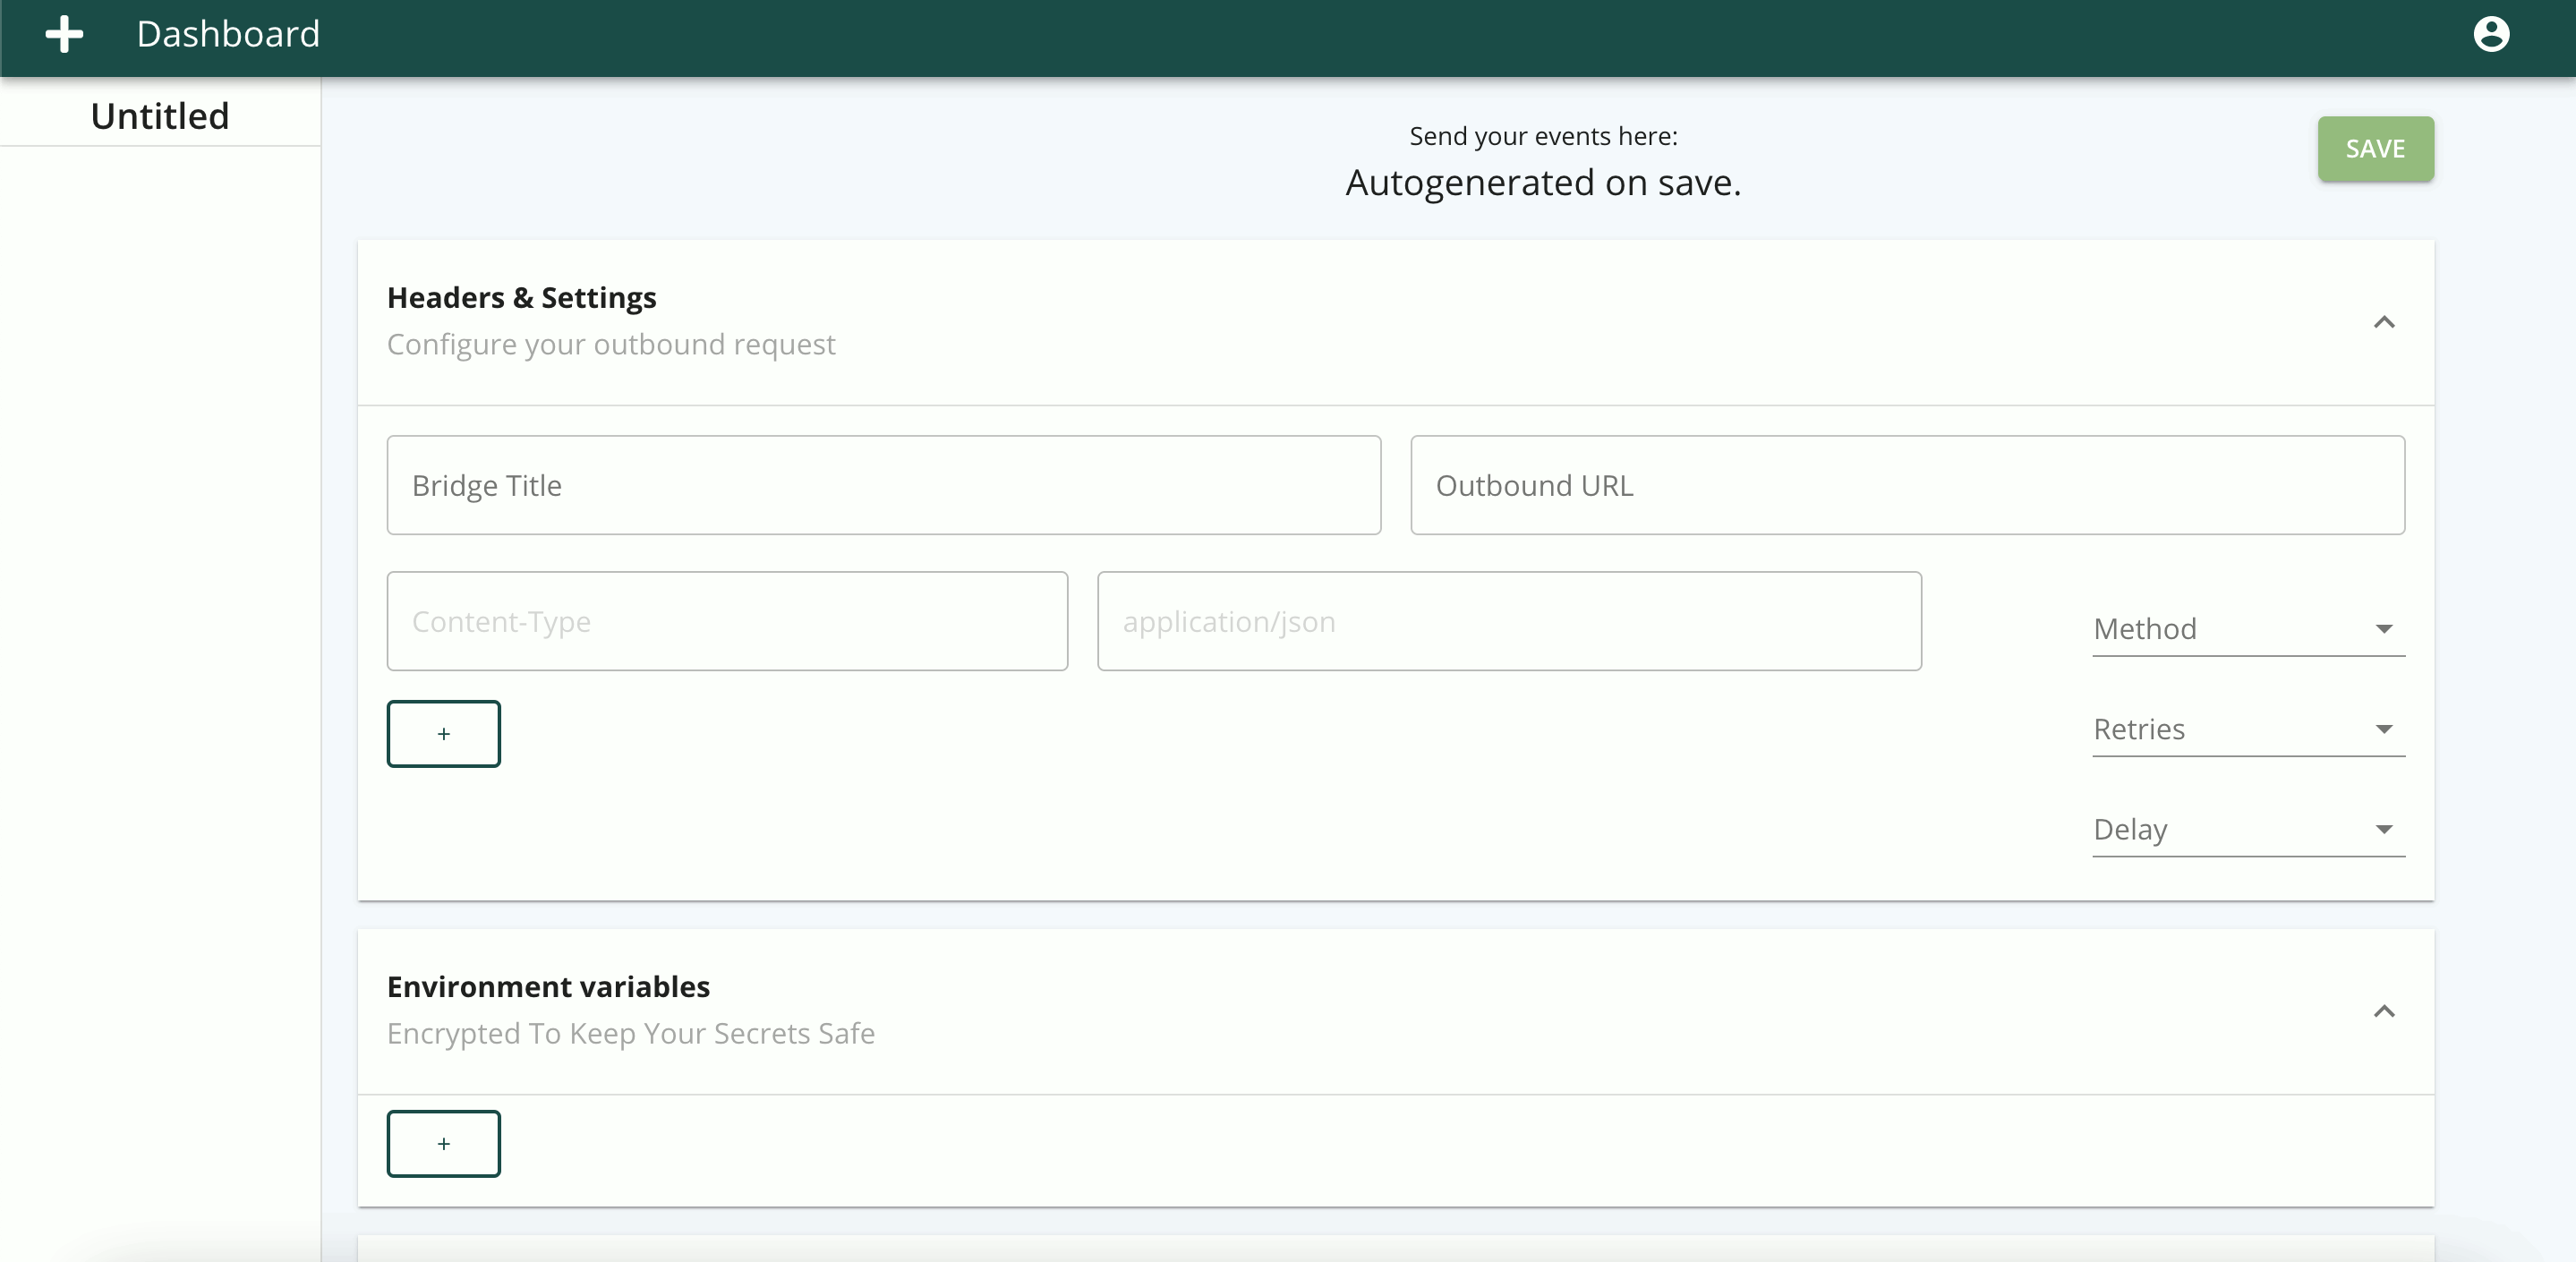 Dashboard
Untitled
Send your events here:
Autogenerated on save.
SAVE
Headers & Settings
Configure your outbound request
Bridge Title
Outbound URL
Content-Type
application/json
Method
+
Retries
Delay
Environment variables
Encrypted To Keep Your Secrets Safe
+